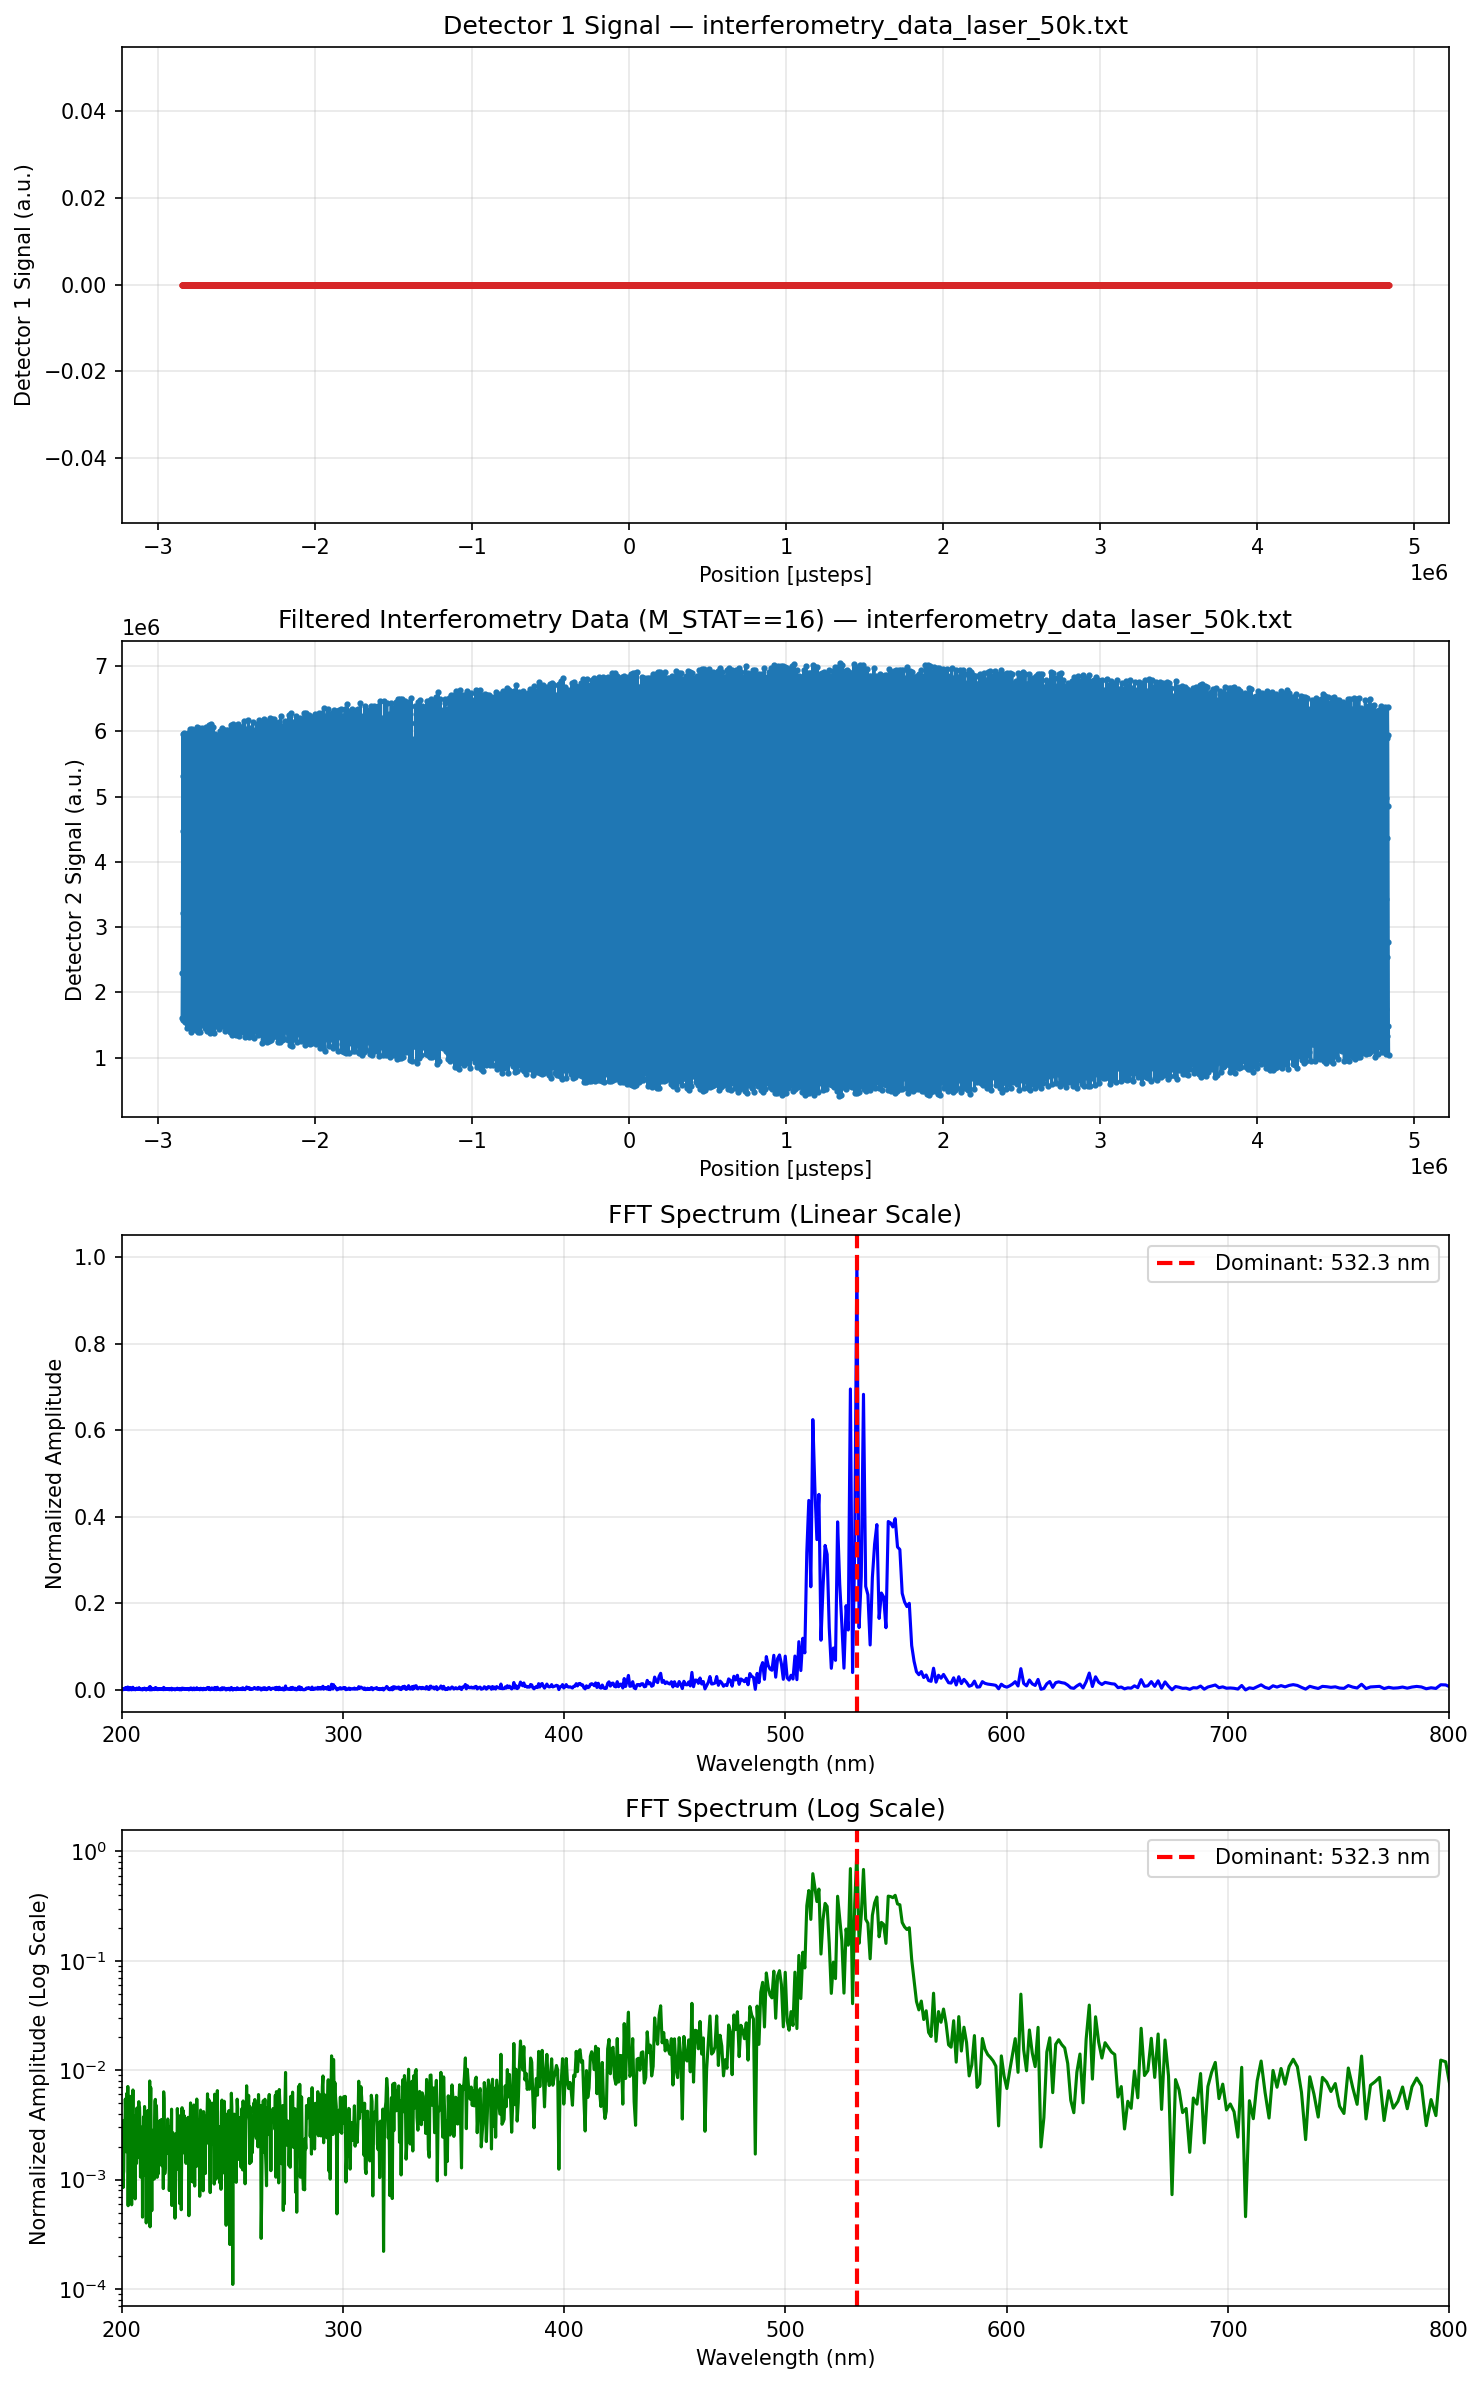 Detector 1 Signal — interferometry_data_laser_50k.txt
Detector 1 Signal (a.u.)
0.04
0.02
0.00
−0.02
−0.04
−3 −2 −1 0 1 2 3 4 5
1e6
Position [µsteps]
Filtered Interferometry Data (M_STAT==16) — interferometry_data_laser_50k.txt
1e6
Detector 2 Signal (a.u.)
7
6
5
4
3
2
1
−3 −2 −1 0 1 2 3 4 5
1e6
Position [µsteps]
FFT Spectrum (Linear Scale)
Dominant: 532.3 nm
Normalized Amplitude
1.0
0.8
0.6
0.4
0.2
0.0
200 300 400 500 600 700 800
Wavelength (nm)
FFT Spectrum (Log Scale)
Dominant: 532.3 nm
Normalized Amplitude (Log Scale)
10⁰
10⁻¹
10⁻²
10⁻³
10⁻⁴
200 300 400 500 600 700 800
Wavelength (nm)